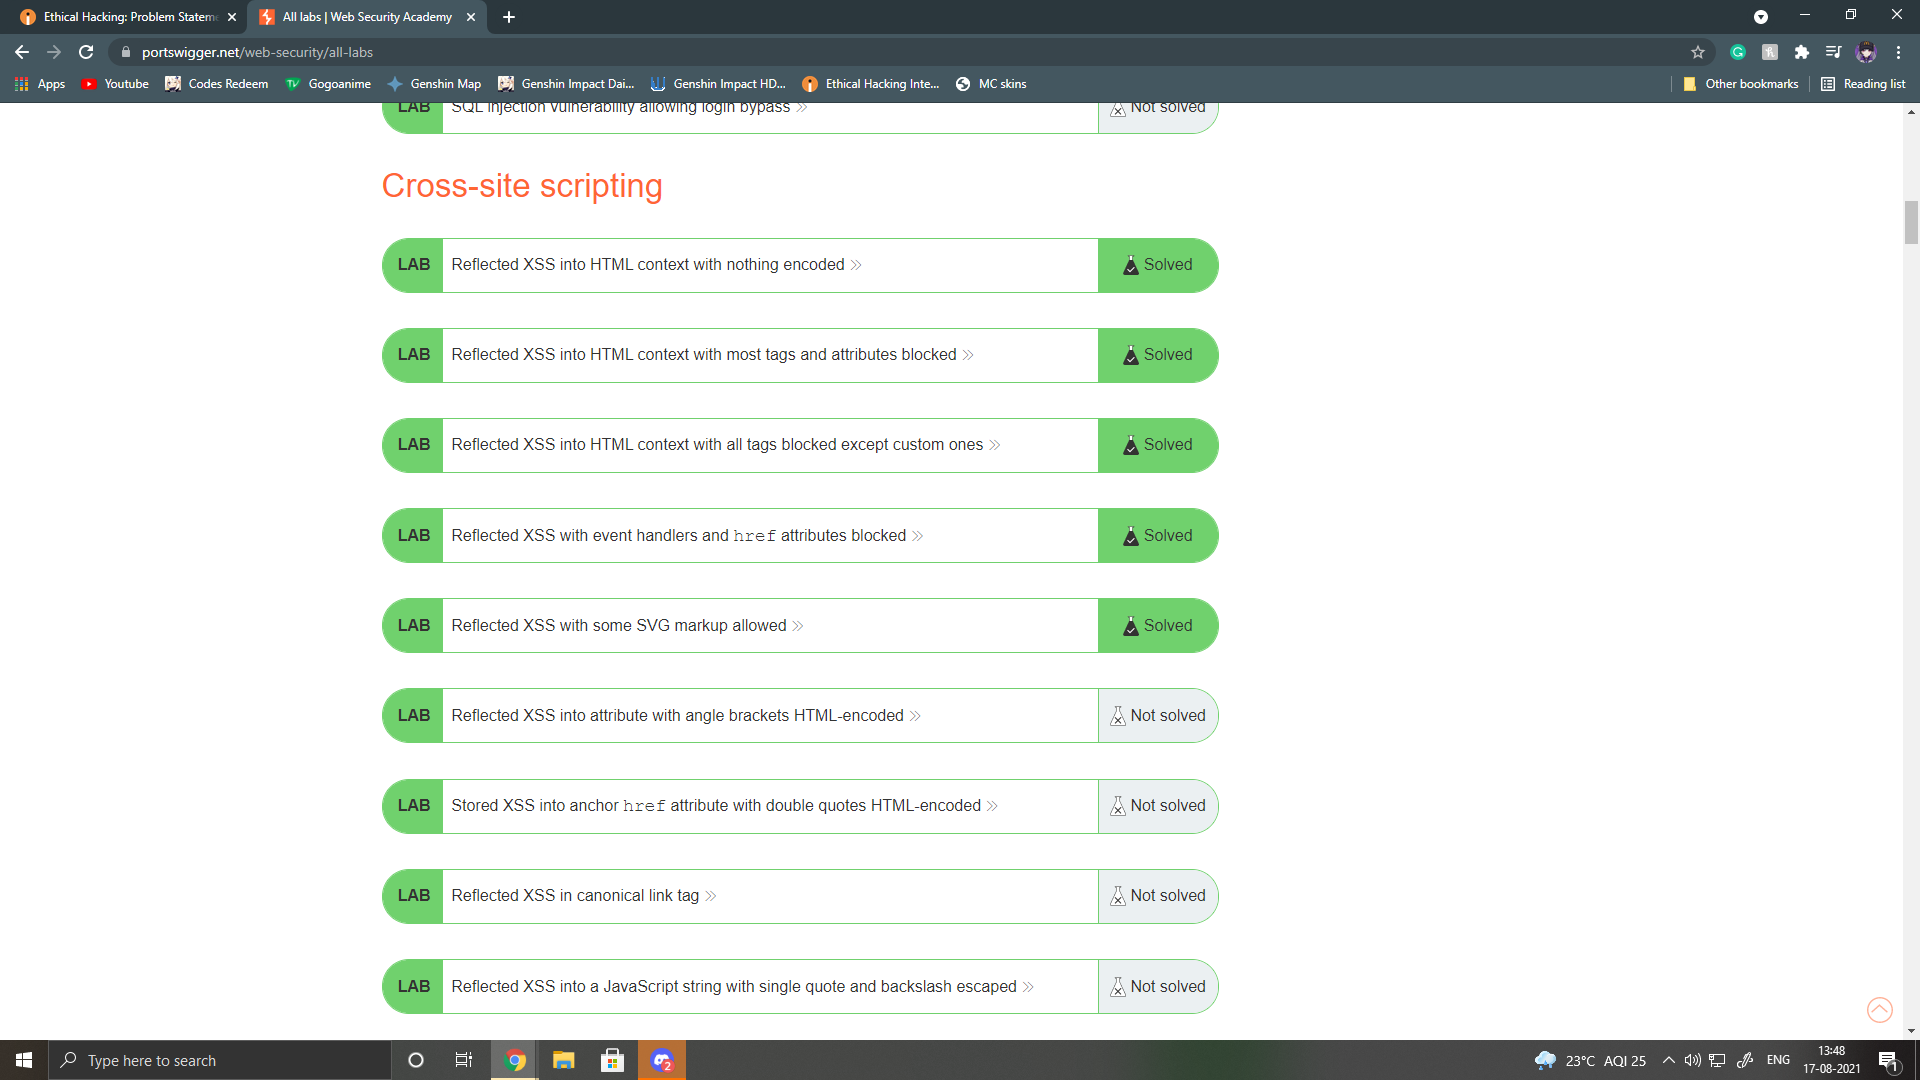 Ethical Hacking: Problem Statem
All labs | Web Security Academy
portswigger.net/web-security/all-labs
Apps
Youtube
Codes Redeem
Gogoanime
Genshin Map
Genshin Impact Dai...
Genshin Impact HD...
Ethical Hacking Inte...
MC skins
Other bookmarks
Reading list
LAB SQL injection vulnerability allowing login bypass Not solved
Cross-site scripting
LAB Reflected XSS into HTML context with nothing encoded Solved
LAB Reflected XSS into HTML context with most tags and attributes blocked Solved
LAB Reflected XSS into HTML context with all tags blocked except custom ones Solved
LAB Reflected XSS with event handlers and href attributes blocked Solved
LAB Reflected XSS with some SVG markup allowed Solved
LAB Reflected XSS into attribute with angle brackets HTML-encoded Not solved
LAB Stored XSS into anchor href attribute with double quotes HTML-encoded Not solved
LAB Reflected XSS in canonical link tag Not solved
LAB Reflected XSS into a JavaScript string with single quote and backslash escaped Not solved
Type here to search
2
23°C AQI 25
ENG
13:48
17-08-2021
1